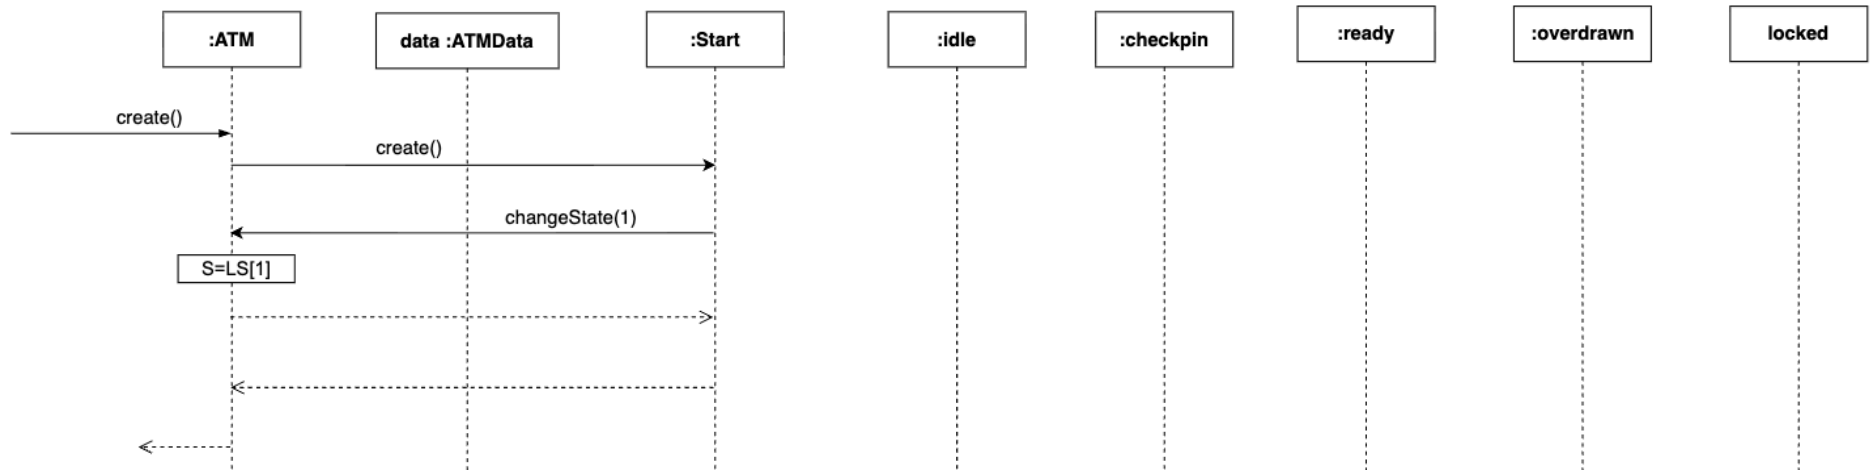 :ATM
data :ATMData
:Start
:idle
:checkpin
:ready
:overdrawn
locked
create()
create()
changeState(1)
S=LS[1]